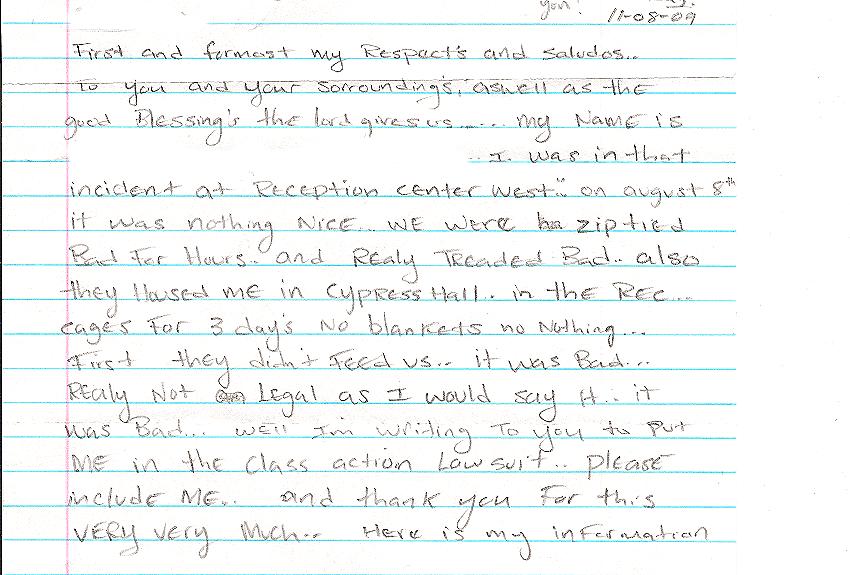 you!
11-08-09
First and formast my Respect's and saludos..
to you and your sorrounding's, aswell as the
good Blessing's the lord gives us...... my Name is
.. I was in that
incident at Reception center West.." on august 8th
it was nothing NICE... WE WERE zip tied
Bad For Hours.. and REaly TREaded Bad.. also
they Housed ME in Cypress Hall.. in the REC...
cages For 3 day's No blankets no Nothing...
First they didn't FEEd us... it was Bad...
REaly Not LEgal as I would say it... it
was Bad... WEll I'm writing To you to put
ME in the Class action Lawsuit.. please
include ME.. and thank you For this
VERY VERY Much... HERE is my information